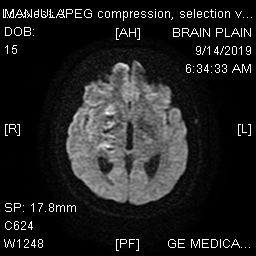 JPEG compression, selection v...
DOB:
[AH]
BRAIN PLAIN
15
9/14/2019
6:34:33 AM
[R]
[L]
SP: 17.8mm
C624
W1248
[PF]
GE MEDICA...